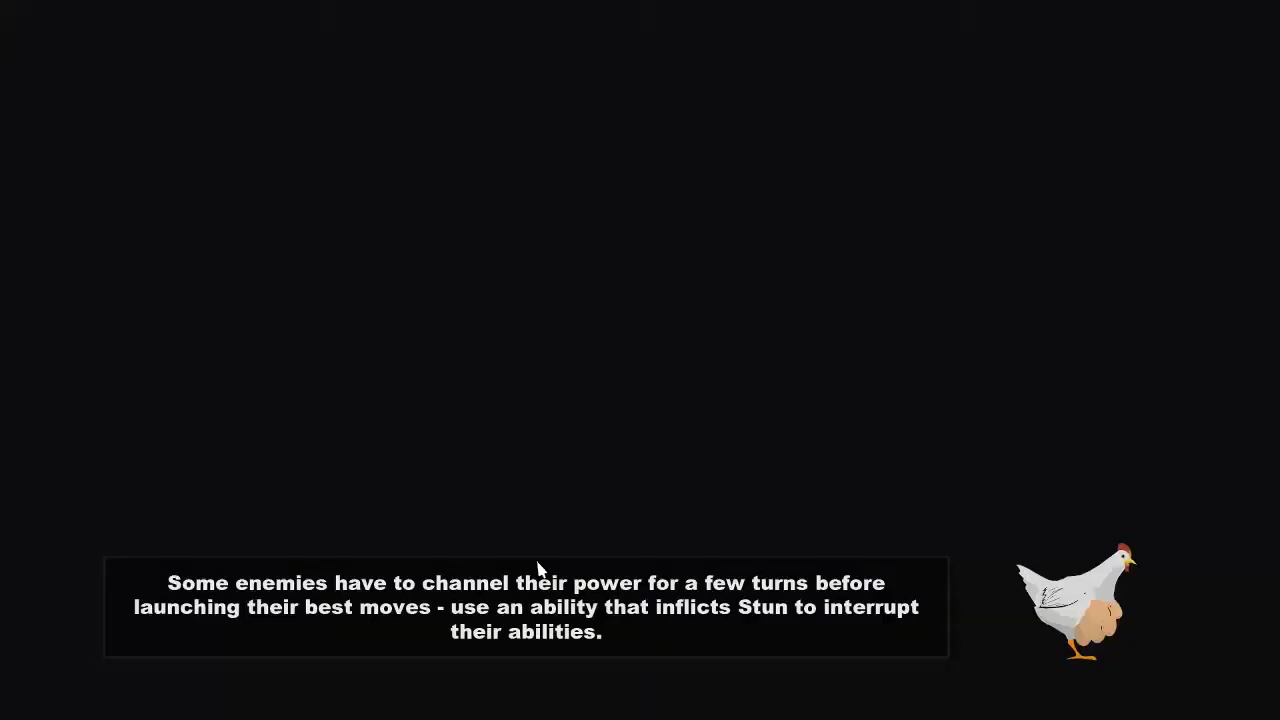 Some enemies have to channel their power for a few turns before
launching their best moves - use an ability that inflicts Stun to interrupt
their abilities.